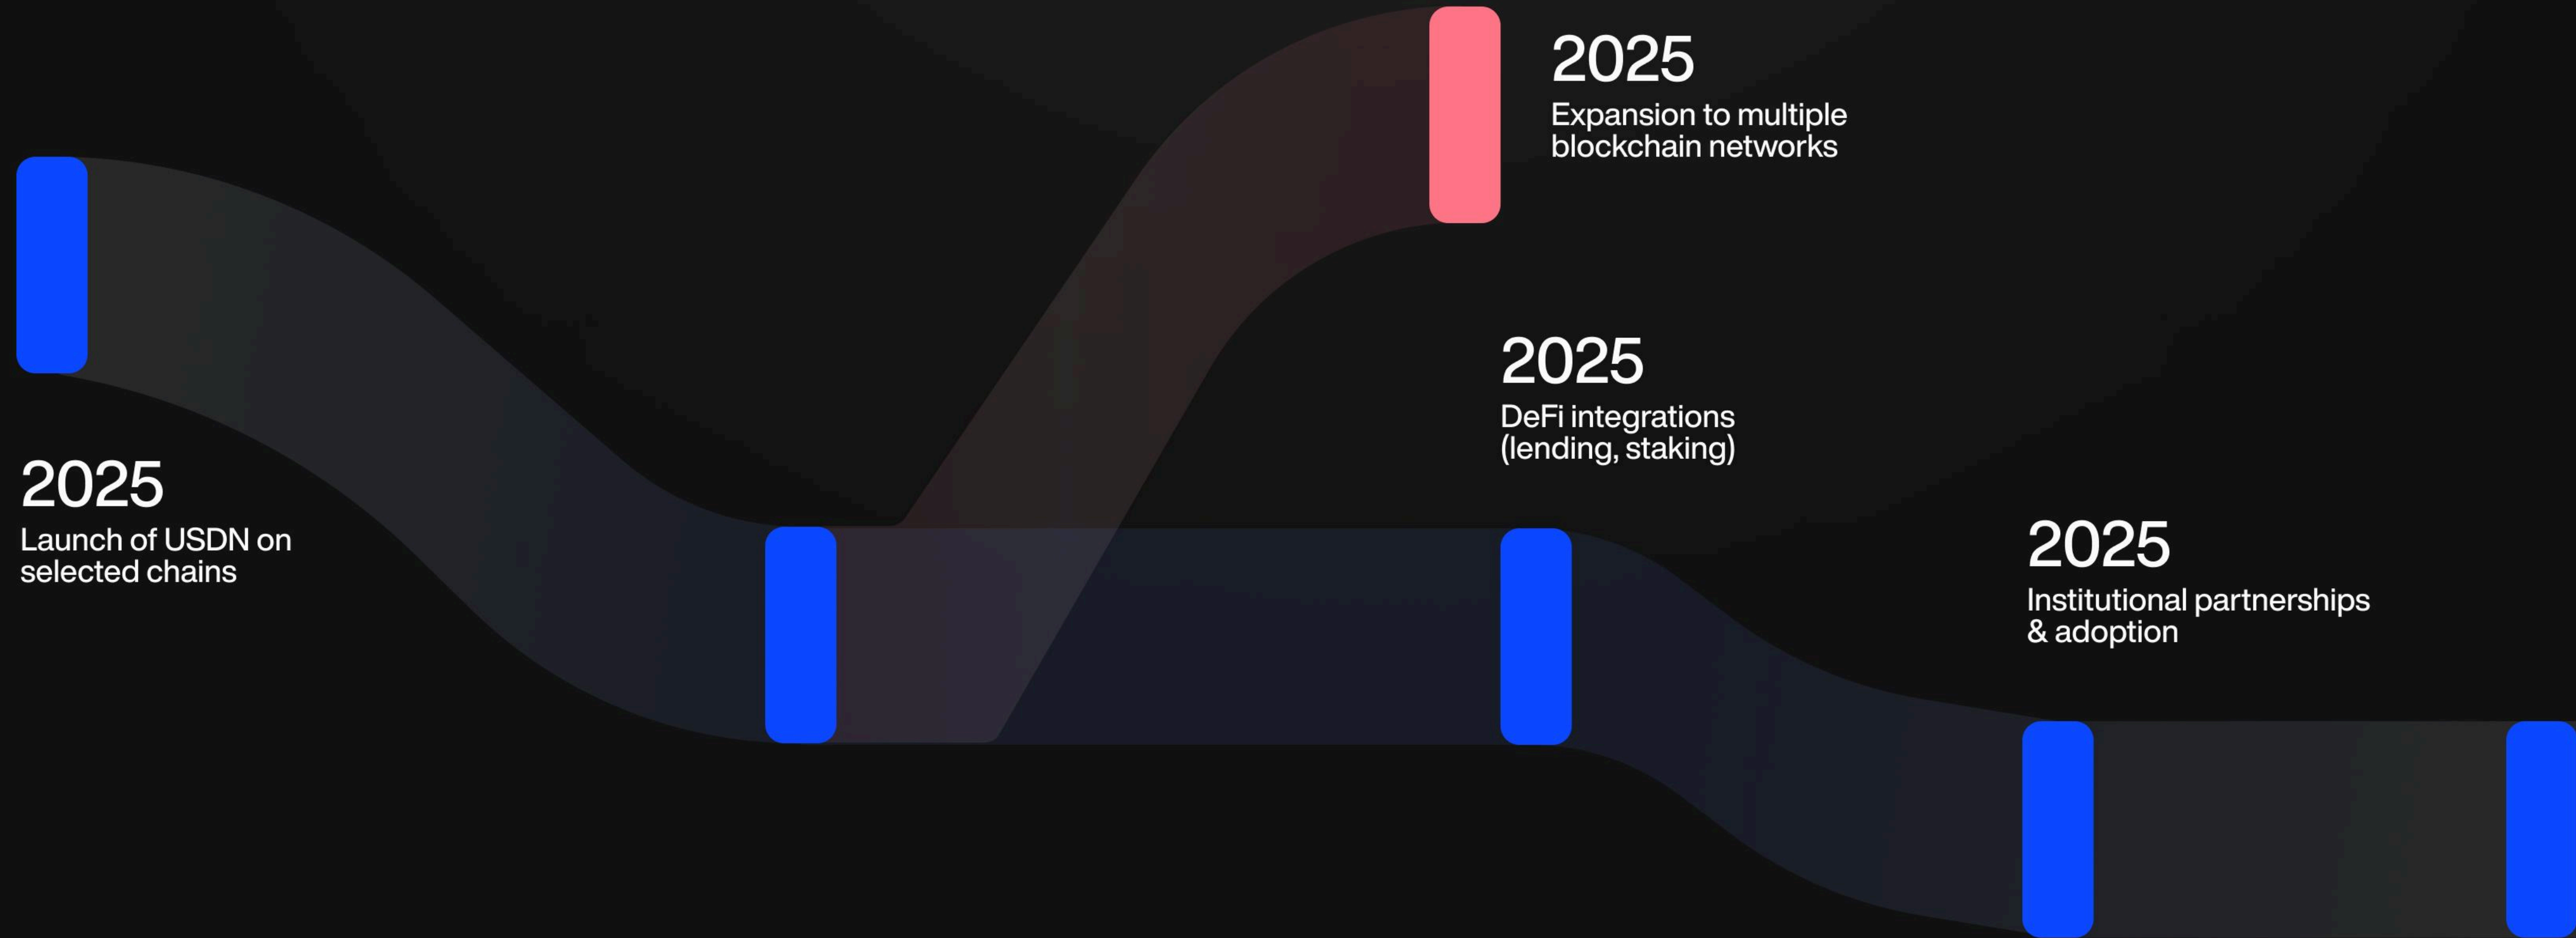 2025
Expansion to multiple
blockchain networks
2025
DeFi integrations
(lending, staking)
2025
Launch of USDN on
selected chains
2025
Institutional partnerships
& adoption